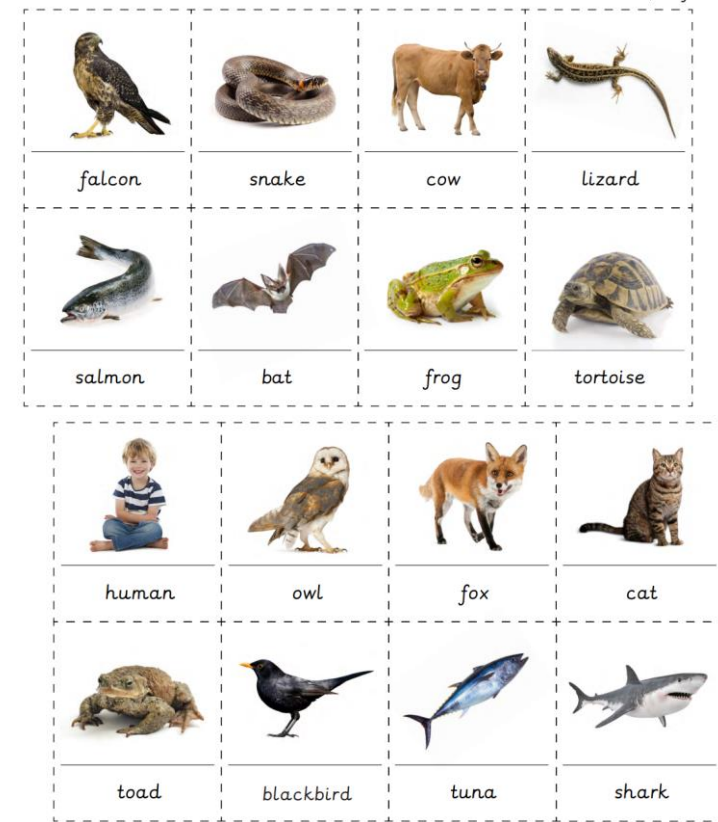 falcon snake cow lizard
salmon bat frog tortoise
human owl fox cat
toad blackbird tuna shark